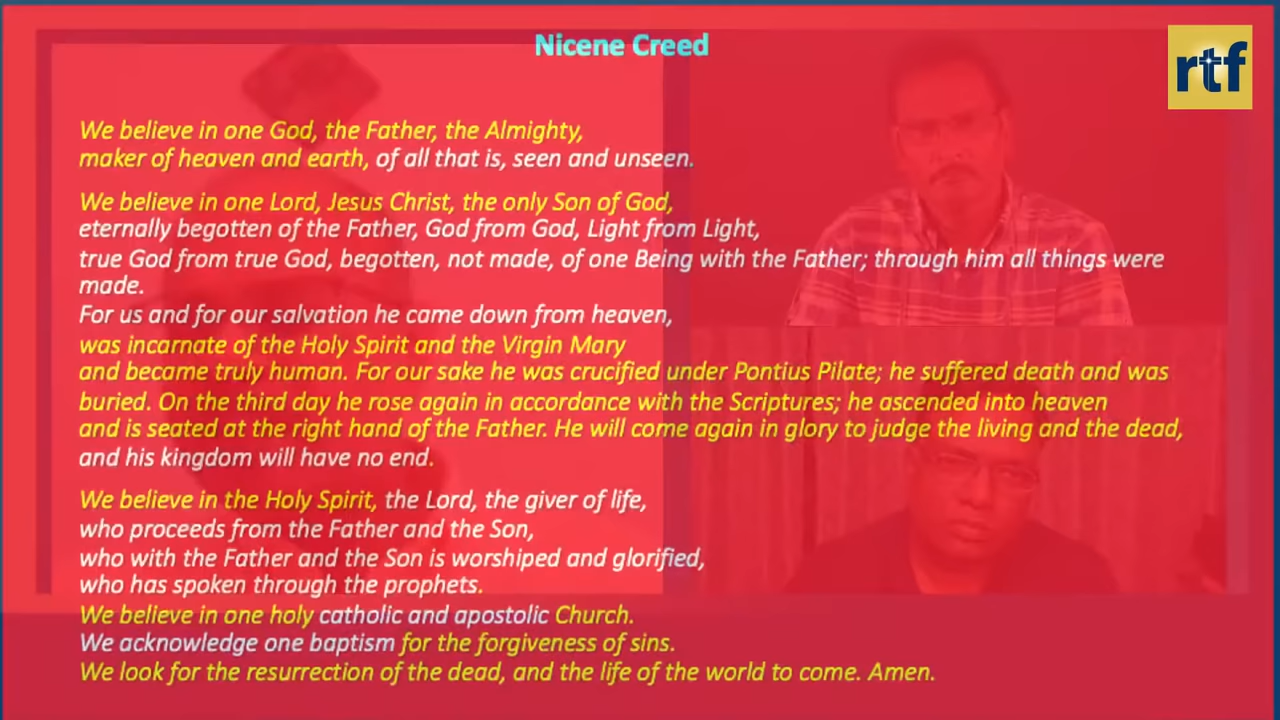 Nicene Creed
rtf
We believe in one God, the Father, the Almighty,
maker of heaven and earth, of all that is, seen and unseen.
We believe in one Lord, Jesus Christ, the only Son of God,
eternally begotten of the Father, God from God, Light from Light,
true God from true God, begotten, not made, of one Being with the Father; through him all things were
made.
For us and for our salvation he came down from heaven,
was incarnate of the Holy Spirit and the Virgin Mary
and became truly human. For our sake he was crucified under Pontius Pilate; he suffered death and was
buried. On the third day he rose again in accordance with the Scriptures; he ascended into heaven
and is seated at the right hand of the Father. He will come again in glory to judge the living and the dead,
and his kingdom will have no end.
We believe in the Holy Spirit, the Lord, the giver of life,
who proceeds from the Father and the Son,
who with the Father and the Son is worshiped and glorified,
who has spoken through the prophets.
We believe in one holy catholic and apostolic Church.
We acknowledge one baptism for the forgiveness of sins.
We look for the resurrection of the dead, and the life of the world to come. Amen.